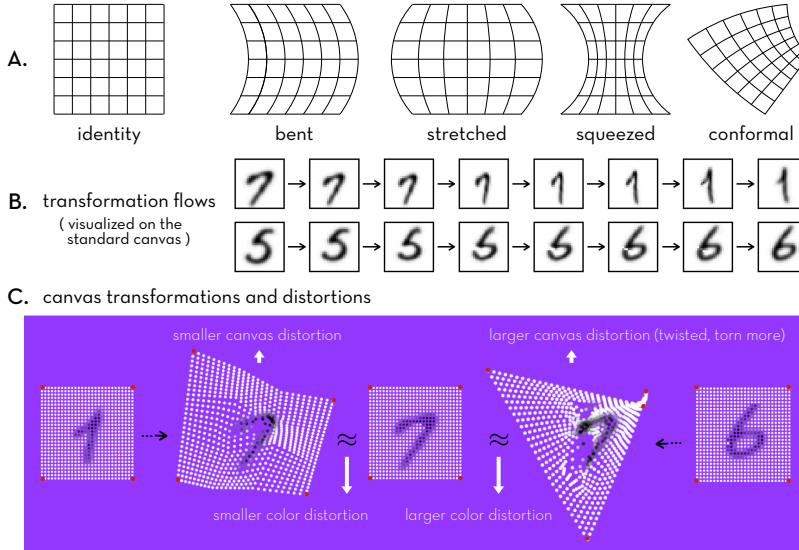 A.
identity bent stretched squeezed conformal
B. transformation flows
( visualized on the
standard canvas )
C. canvas transformations and distortions
smaller canvas distortion larger canvas distortion (twisted, torn more)
≈ ≈
smaller color distortion larger color distortion